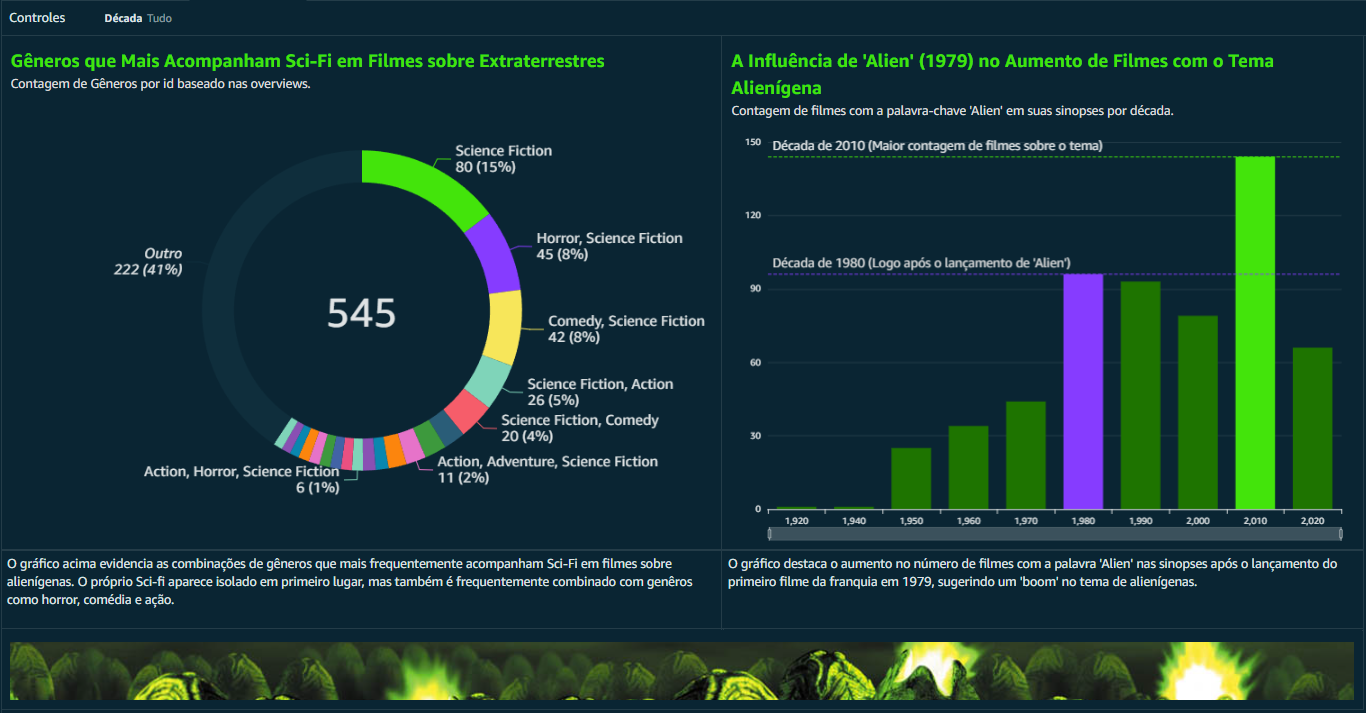 Controles
Década Tudo
Gêneros que Mais Acompanham Sci-Fi em Filmes sobre Extraterrestres
Contagem de Gêneros por id baseado nos overviews.
Science Fiction
80 (15%)
Horror, Science Fiction
45 (8%)
Outro
222 (41%)
545
Comedy, Science Fiction
42 (8%)
Science Fiction, Action
26 (5%)
Science Fiction, Comedy
20 (4%)
Action, Adventure, Science Fiction
11 (2%)
Action, Horror, Science Fiction
6 (1%)
O gráfico acima evidencia as combinações de gêneros que mais frequentemente acompanham Sci-Fi em filmes sobre
alienígenas. O próprio Sci-fi aparece isolado em primeiro lugar, mas também é frequentemente combinado com genêros
como horror, comédia e ação.
A Influência de 'Alien' (1979) no Aumento de Filmes com o Tema
Alienígena
Contagem de filmes com a palavra-chave 'Alien' em suas sinopses por década.
150
Década de 2010 (Maior contagem de filmes sobre o tema)
120
Década de 1980 (Logo após o lançamento de 'Alien')
90
60
30
0
1,920 1,940 1,950 1,960 1,970 1,980 1,990 2,000 2,010 2,020
O gráfico destaca o aumento no número de filmes com a palavra 'Alien' nas sinopses após o lançamento do
primeiro filme da franquia em 1979, sugerindo um 'boom' no tema de alienígenas.